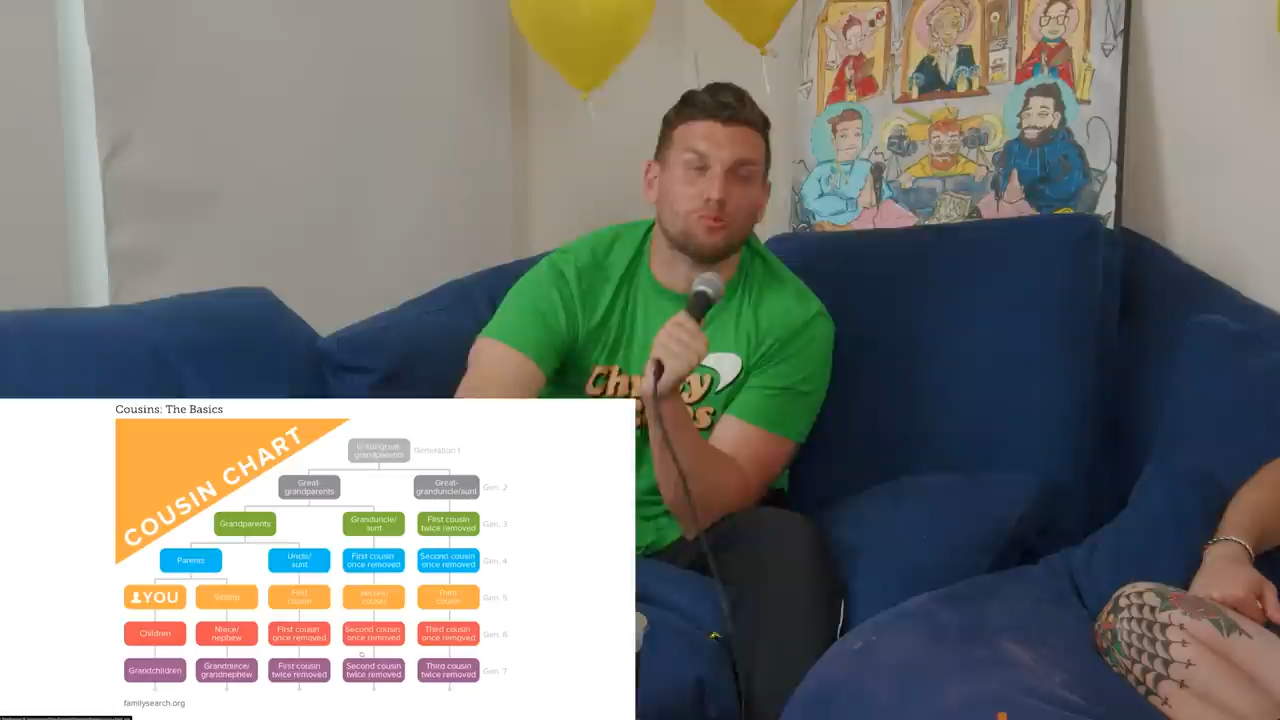 Cousins: The Basics
COUSIN CHART
grandparents
Generation 1
Great-
grandparents
Great-
granduncle/aunt
Gen. 2
Grandparents
Granduncle/
aunt
First cousin
twice removed
Gen. 3
Parents
Uncle/
aunt
First cousin
once removed
Second cousin
once removed
Gen. 4
YOU
Sibling
First
cousin
Second
cousin
Third
cousin
Gen. 5
Children
Niece/
nephew
First cousin
once removed
Second cousin
once removed
Third cousin
once removed
Gen. 6
Grandchildren
Grandniece/
grandnephew
First cousin
twice removed
Second cousin
twice removed
Third cousin
twice removed
Gen. 7
familysearch.org